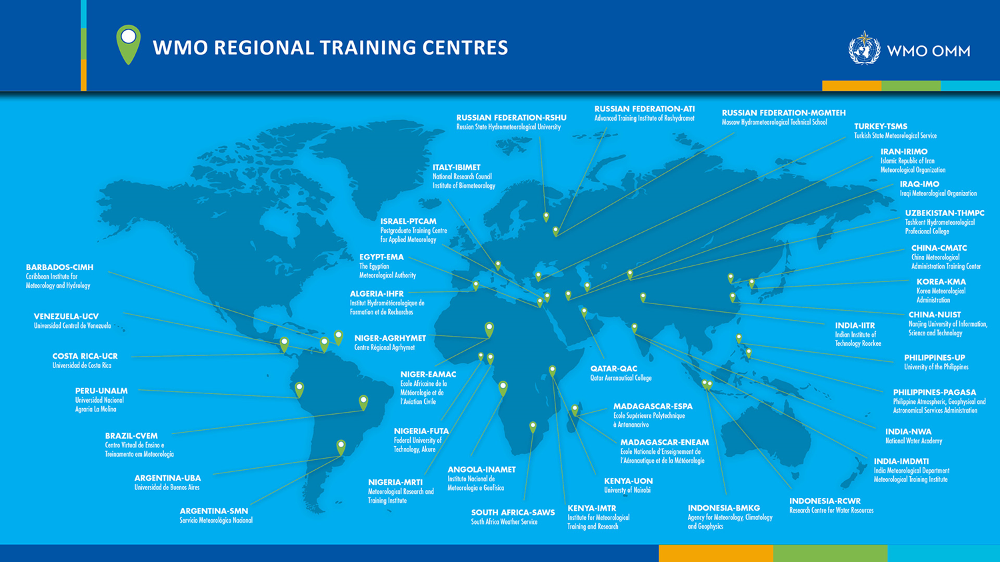 WMO REGIONAL TRAINING CENTRES
WMO OMM
RUSSIAN FEDERATION-RSHU
Russian State Hydrometeorological University
RUSSIAN FEDERATION-ATI
Advanced Training Institute of Roshydromet
RUSSIAN FEDERATION-MGMTEH
Moscow Hydrometeorological Technical School
TURKEY-TSMS
Turkish State Meteorological Service
IRAN-IRIMO
Islamic Republic of Iran
Meteorological Organization
IRAQ-IMO
Iraqi Meteorological Organization
UZBEKISTAN-THMPC
Tashkent Hydrometeorological
Profecional College
CHINA-CMATC
China Meteorological
Administration Training Center
KOREA-KMA
Korea Meteorological
Administration
CHINA-NUIST
Nanjing University of Information,
Science and Technology
INDIA-IITR
Indian Institute of
Technology Roorkee
PHILIPPINES-UP
University of the Philippines
PHILIPPINES-PAGASA
Philippine Atmospheric, Geophysical and
Astronomical Services Administration
INDIA-NWA
National Water Academy
INDIA-IMDMTI
India Meteorological Department
Meteorological Training Institute
INDONESIA-RCWR
Research Centre for Water Resources
INDONESIA-BMKG
Agency for Meteorology, Climatology
and Geophysics
ITALY-IBIMET
National Research Council
Institute of Biometeorology
ISRAEL-PTCAM
Postgraduate Training Centre
for Applied Meteorology
EGYPT-EMA
The Egyptian
Meteorological Authority
ALGERIA-IHFR
Institut Hydrométéorologique de
Formation et de Recherches
NIGER-AGRHYMET
Centre Régional Agrhymet
NIGER-EAMAC
Ecole Africaine de la
Météorologie et de
l'Aviation Civile
NIGERIA-FUTA
Federal University of
Technology, Akure
NIGERIA-MRTI
Meteorological Research and
Training Institute
ANGOLA-INAMET
Instituto Nacional de
Meteorologia e Geofísica
SOUTH AFRICA-SAWS
South Africa Weather Service
KENYA-IMTR
Institute for Meteorological
Training and Research
KENYA-UON
Universty of Nairobi
MADAGASCAR-ENEAM
Ecole Nationale d'Enseignement de
l'Aéronautique et de la Météorologie
MADAGASCAR-ESPA
Ecole Supérieure Polytechnique
à Antananarivo
QATAR-QAC
Qatar Aeronautical College
BARBADOS-CIMH
Caribbean Institute for
Meteorology and Hydrology
VENEZUELA-UCV
Universidad Central de Venezuela
COSTA RICA-UCR
Universidad de Costa Rica
PERU-UNALM
Universidad Nacional
Agraria La Molina
BRAZIL-CVEM
Centro Virtual de Ensino e
Treinamento em Meteorologia
ARGENTINA-UBA
Universidad de Buenos Aires
ARGENTINA-SMN
Servicio Meteorológico Nacional